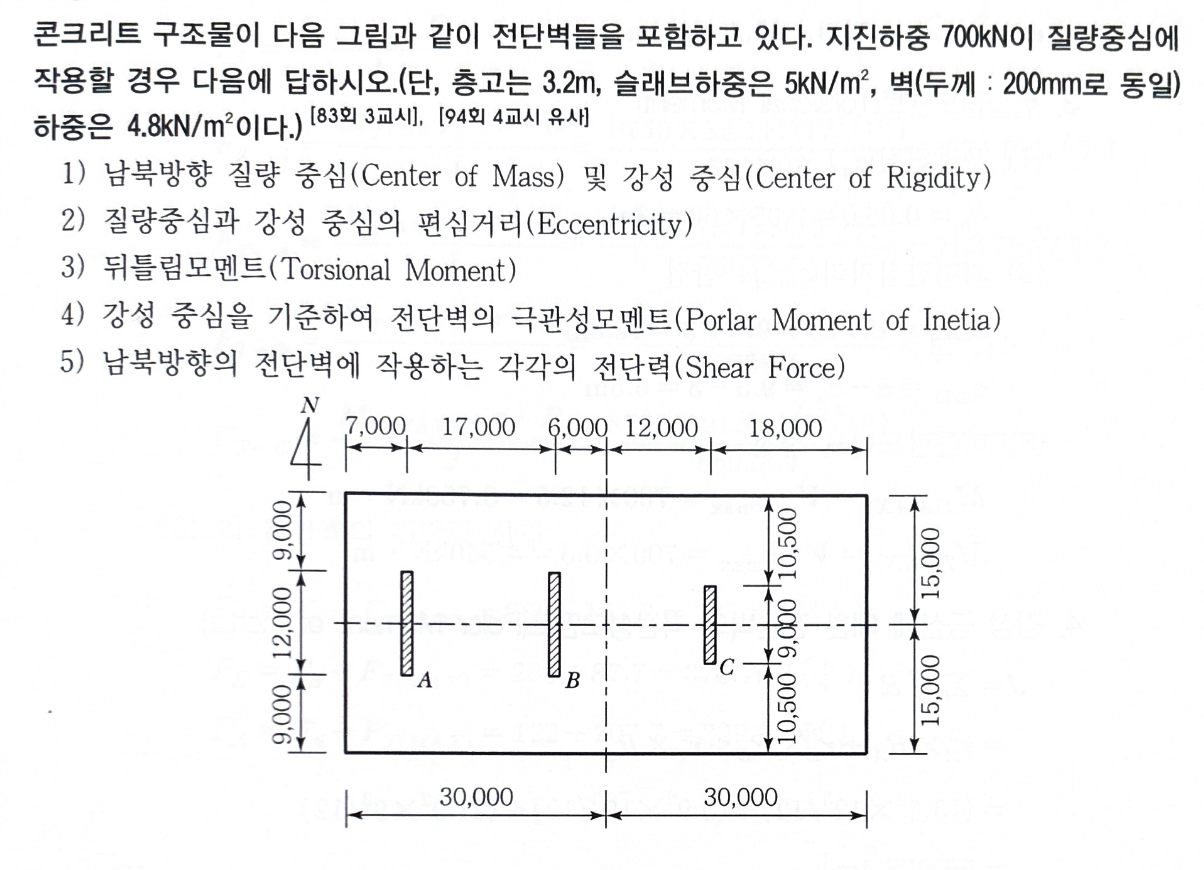 콘크리트 구조물이 다음 그림과 같이 전단벽들을 포함하고 있다. 지진하중 700kN이 질량중심에
작용할 경우 다음에 답하시오.(단, 층고는 3.2m, 슬래브하중은 5kN/m², 벽(두께 : 200mm로 동일)
하중은 4.8kN/m²이다.) [83회 3교시], [94회 4교시 유사]
1) 남북방향 질량 중심(Center of Mass) 및 강성 중심(Center of Rigidity)
2) 질량중심과 강성 중심의 편심거리(Eccentricity)
3) 뒤틀림모멘트(Torsional Moment)
4) 강성 중심을 기준하여 전단벽의 극관성모멘트(Porlar Moment of Inetia)
5) 남북방향의 전단벽에 작용하는 각각의 전단력(Shear Force)
N
7,000 17,000 6,000 12,000 18,000
9,000
12,000
9,000
A
B
C
10,500
9,000
10,500
15,000
15,000
30,000 30,000